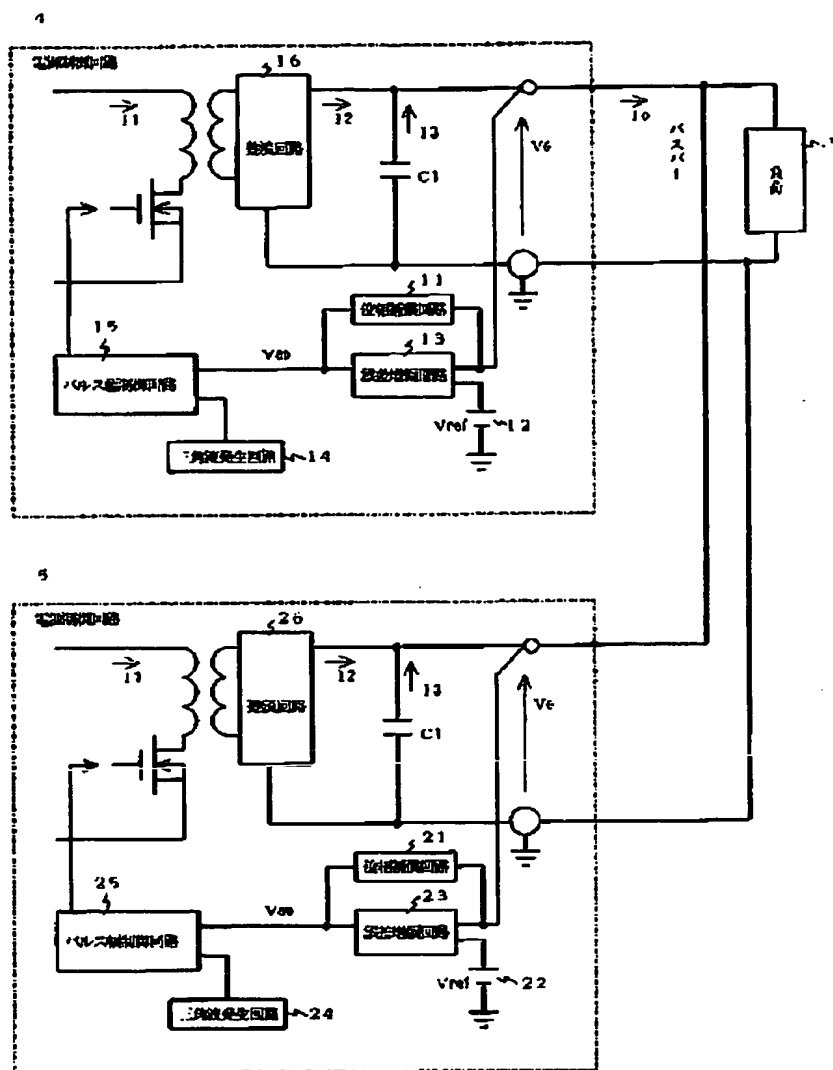 4
電源制御回路
16
I1
整流回路
I2
I3
C1
V6
Io
バスバー
負荷
11
位相補償回路
15
Vao
13
誤差増幅回路
パルス幅制御回路
Vref
12
三角波発生回路
14
5
電源制御回路
26
I1
整流回路
I2
I3
C1
V6
21
位相補償回路
25
Vao
23
誤差増幅回路
パルス幅制御回路
Vref
22
三角波発生回路
24